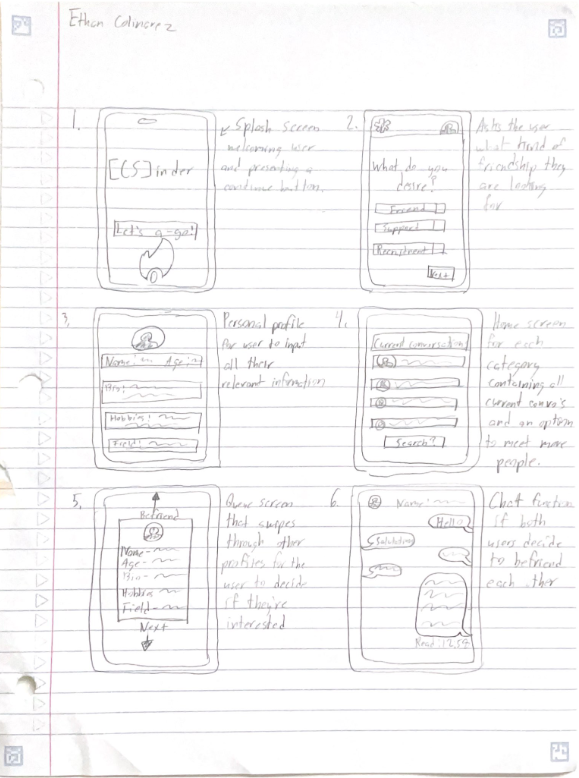 Ethan Colinarez
1.
[CS]inder
Let's a-go!
Splash screen
welcoming user
and presenting a
continue button.
2.
What do you
desire?
Friend
Support
Recruitment
Next
Asks the user
what kind of
friendship they
are looking
for
3.
Name: Age:
Bio:
Hobbies:
Field:
Personal profile
for user to input
all their
relevant information
4.
Current conversations
Search?
Home screen
for each
category
containing all
current convo's
and an option
to meet more
people.
5.
Befriend
Name-
Age-
Bio-
Hobbies
Field-
Next
Queue screen
that swipes
through other
profiles for the
user to decide
if they're
interested
6.
Name:
Hello
Salutations
Read: 12:54
Chat function
if both
users decide
to befriend
each other